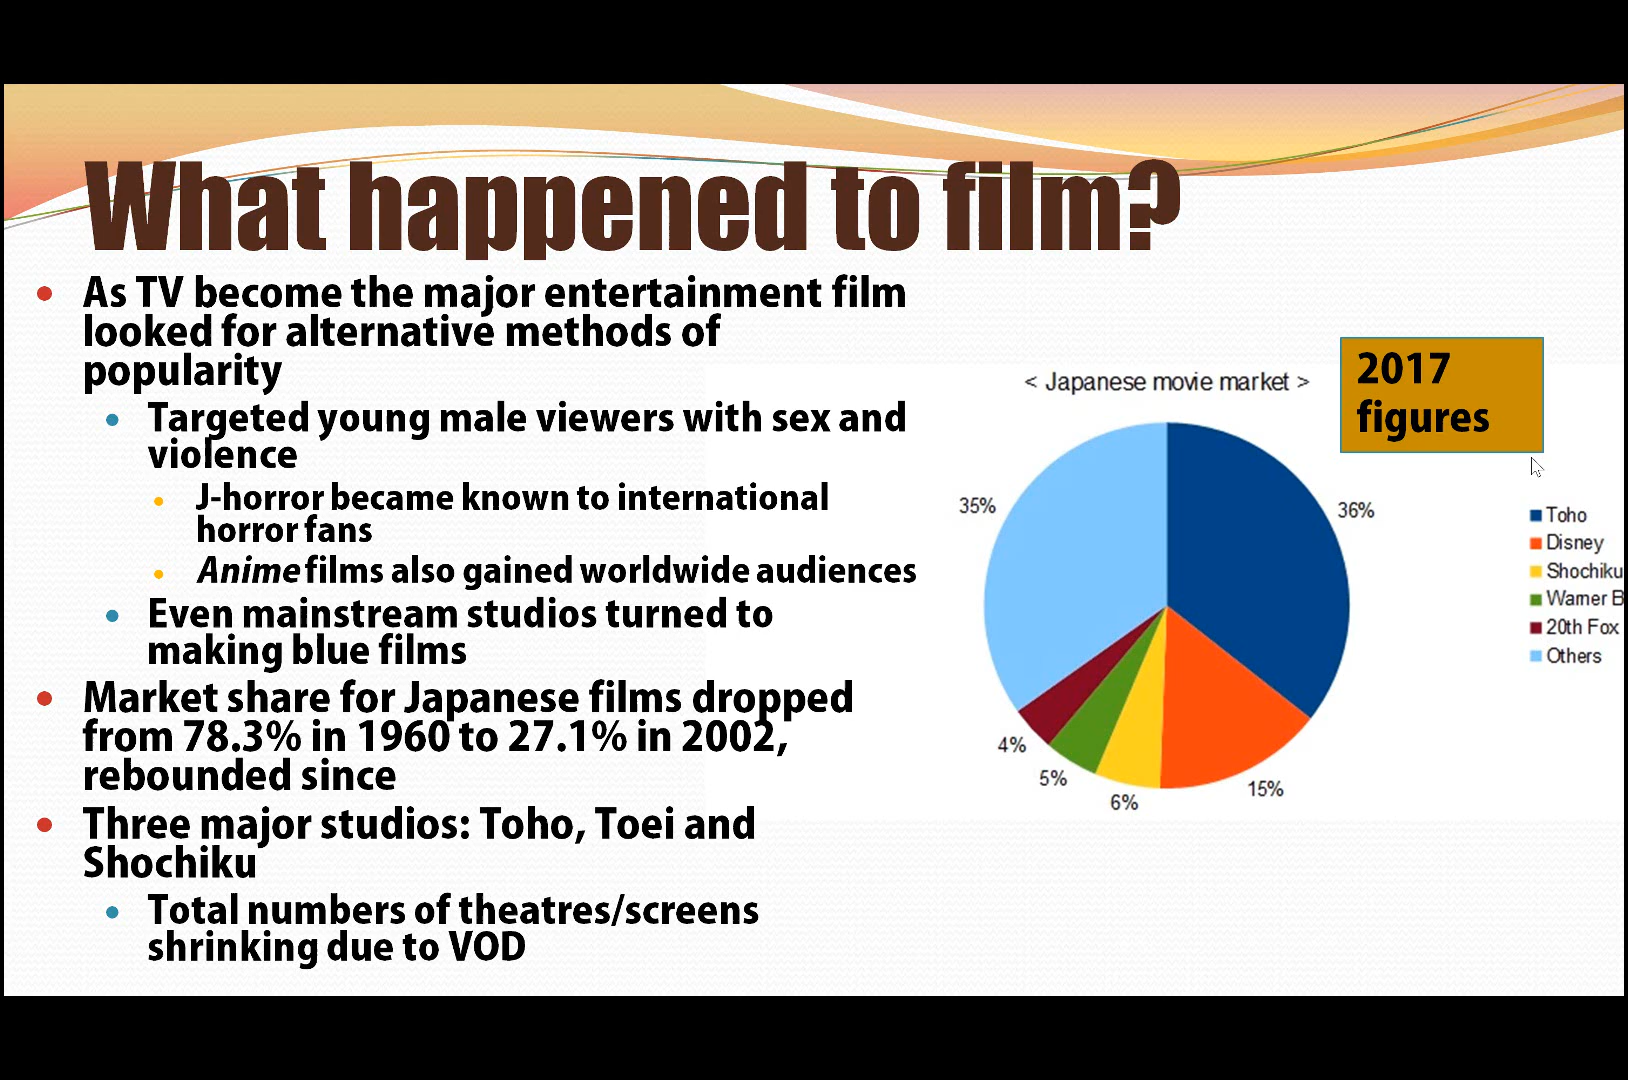 What happened to film?
As TV become the major entertainment film
looked for alternative methods of
popularity
Targeted young male viewers with sex and
violence
J-horror became known to international
horror fans
Anime films also gained worldwide audiences
Even mainstream studios turned to
making blue films
Market share for Japanese films dropped
from 78.3% in 1960 to 27.1% in 2002,
rebounded since
Three major studios: Toho, Toei and
Shochiku
Total numbers of theatres/screens
shrinking due to VOD
2017
figures
< Japanese movie market >
35%
36%
4%
5%
6%
15%
Toho
Disney
Shochiku
Warner B
20th Fox
Others